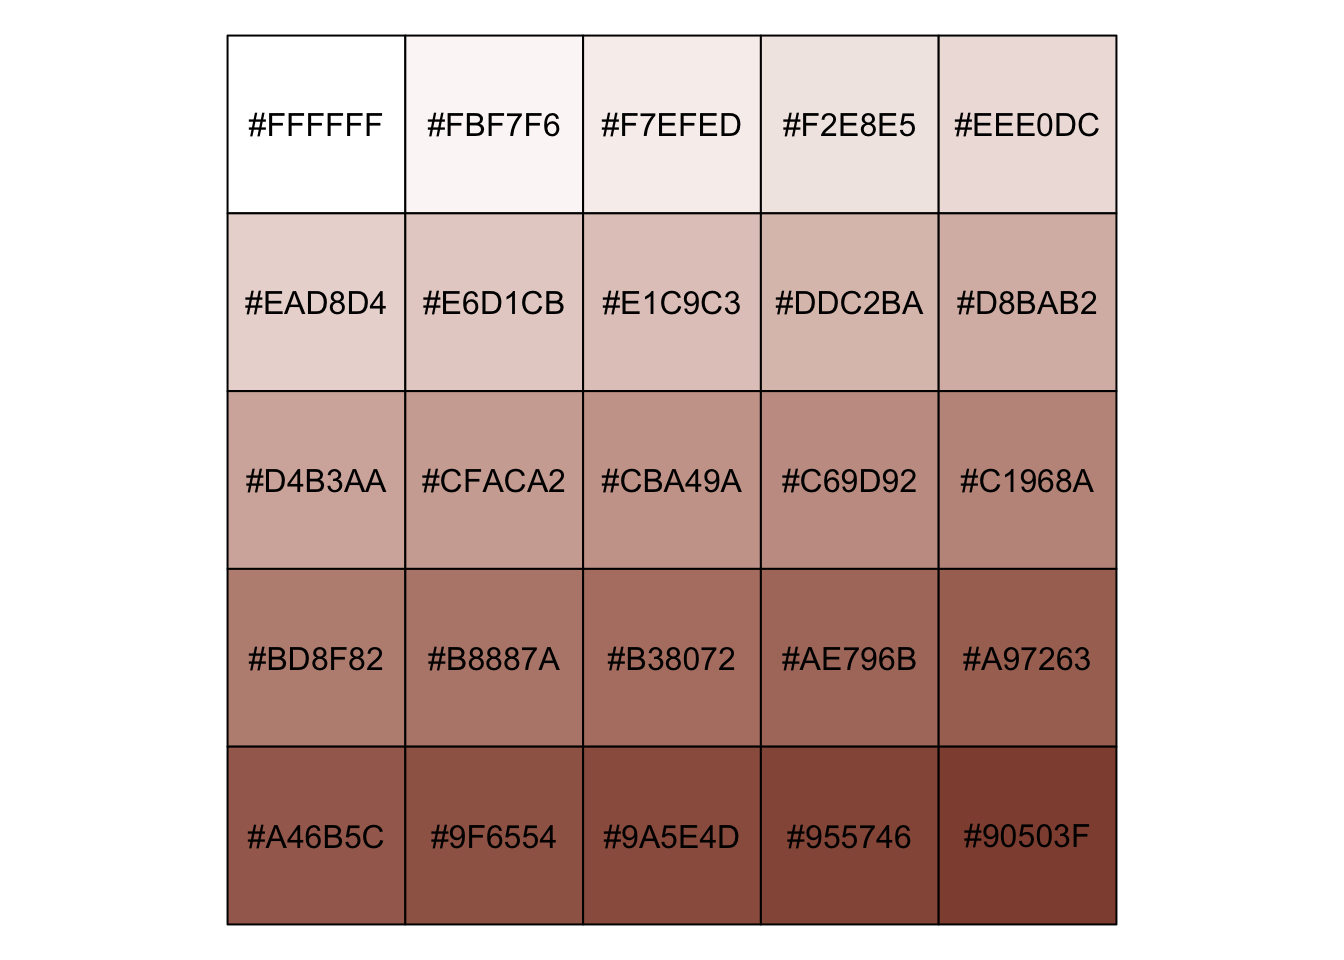 #FFFFFF #FBF7F6 #F7EFED #F2E8E5 #EEE0DC
#EAD8D4 #E6D1CB #E1C9C3 #DDC2BA #D8BAB2
#D4B3AA #CFACA2 #CBA49A #C69D92 #C1968A
#BD8F82 #B8887A #B38072 #AE796B #A97263
#A46B5C #9F6554 #9A5E4D #955746 #90503F